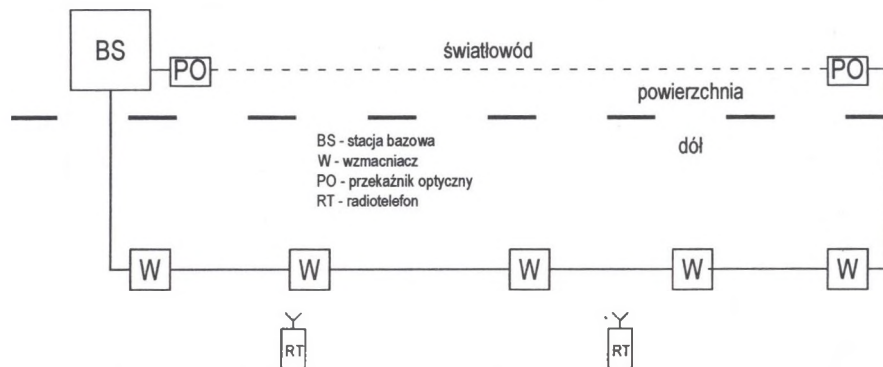 BS
PO
światłowód
PO
powierzchnia
dół
BS - stacja bazowa
W - wzmacniacz
PO - przekaźnik optyczny
RT - radiotelefon
W W W W W
RT RT